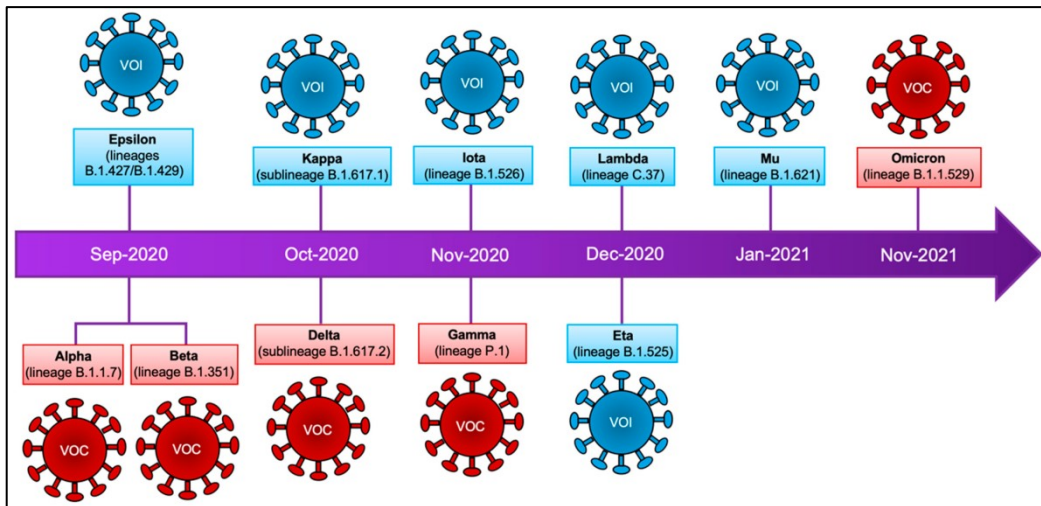 VOI
VOI
VOI
VOI
VOI
VOC
Epsilon
(lineages
B.1.427/B.1.429)
Kappa
(sublineage B.1.617.1)
Iota
(lineage B.1.526)
Lambda
(lineage C.37)
Mu
(lineage B.1.621)
Omicron
(lineage B.1.1.529)
Sep-2020
Oct-2020
Nov-2020
Dec-2020
Jan-2021
Nov-2021
Alpha
(lineage B.1.1.7)
Beta
(lineage B.1.351)
Delta
(sublineage B.1.617.2)
Gamma
(lineage P.1)
Eta
(lineage B.1.525)
VOC
VOC
VOC
VOC
VOI